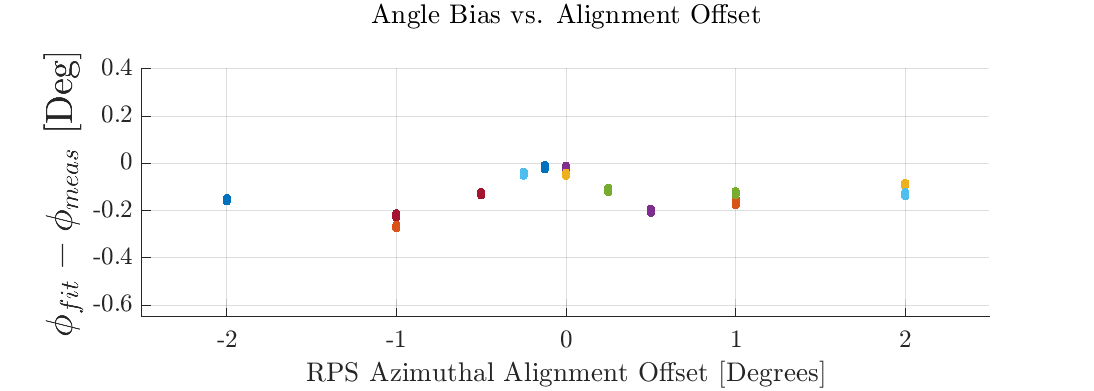 Angle Bias vs. Alignment Offset
ϕ_fit − ϕ_meas [Deg]
0.4
0.2
0
-0.2
-0.4
-0.6
-2 -1 0 1 2
RPS Azimuthal Alignment Offset [Degrees]